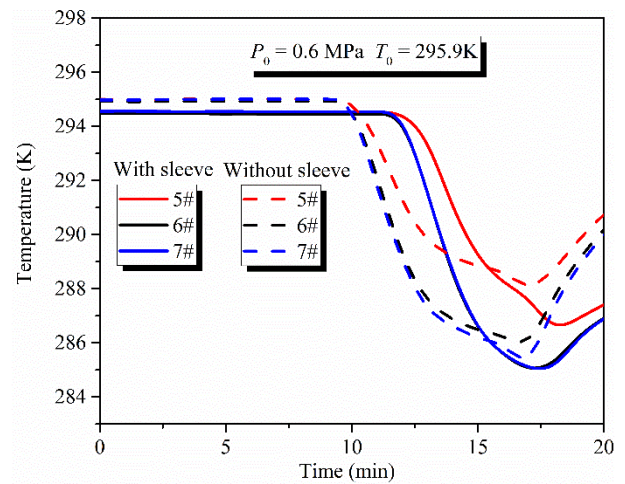 298
296
294
292
290
288
286
284
Temperature (K)
P₀ = 0.6 MPa T₀ = 295.9K
With sleeve Without sleeve
5# 5#
6# 6#
7# 7#
0 5 10 15 20
Time (min)